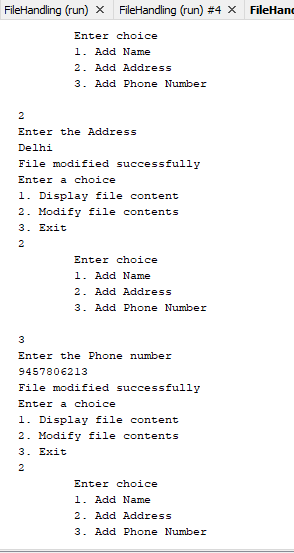 FileHandling (run) × FileHandling (run) #4 × FileHan
Enter choice
1. Add Name
2. Add Address
3. Add Phone Number
2
Enter the Address
Delhi
File modified successfully
Enter a choice
1. Display file content
2. Modify file contents
3. Exit
2
Enter choice
1. Add Name
2. Add Address
3. Add Phone Number
3
Enter the Phone number
9457806213
File modified successfully
Enter a choice
1. Display file content
2. Modify file contents
3. Exit
2
Enter choice
1. Add Name
2. Add Address
3. Add Phone Number